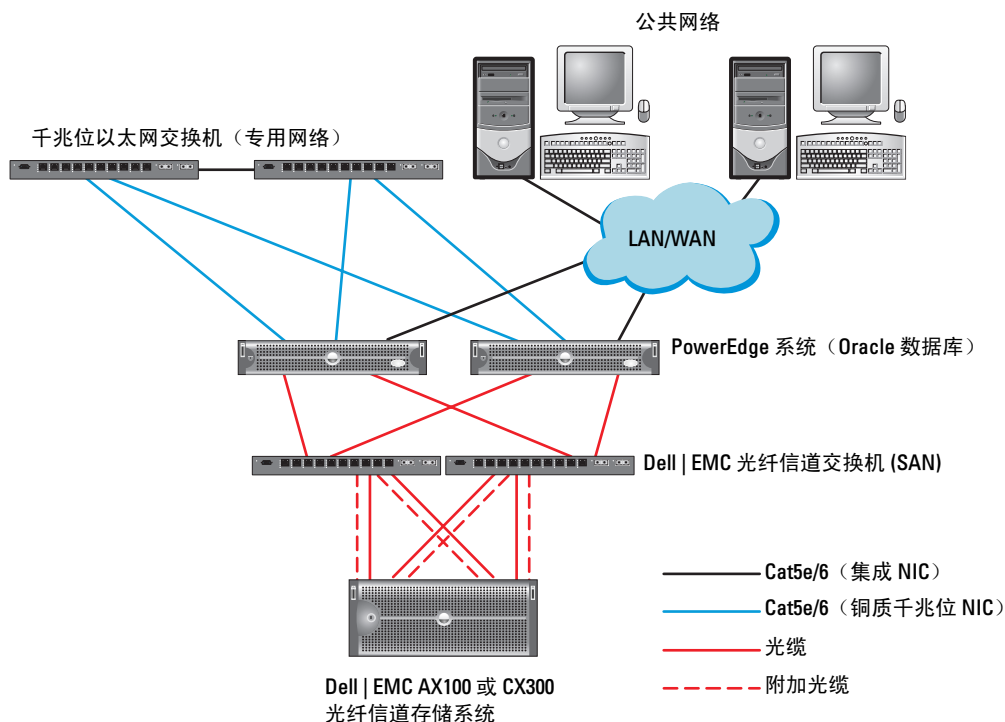 公共网络
千兆位以太网交换机（专用网络）
LAN/WAN
PowerEdge 系统（Oracle 数据库）
Dell | EMC 光纤信道交换机 (SAN)
Cat5e/6（集成 NIC）
Cat5e/6（铜质千兆位 NIC）
光缆
附加光缆
Dell | EMC AX100 或 CX300
光纤信道存储系统